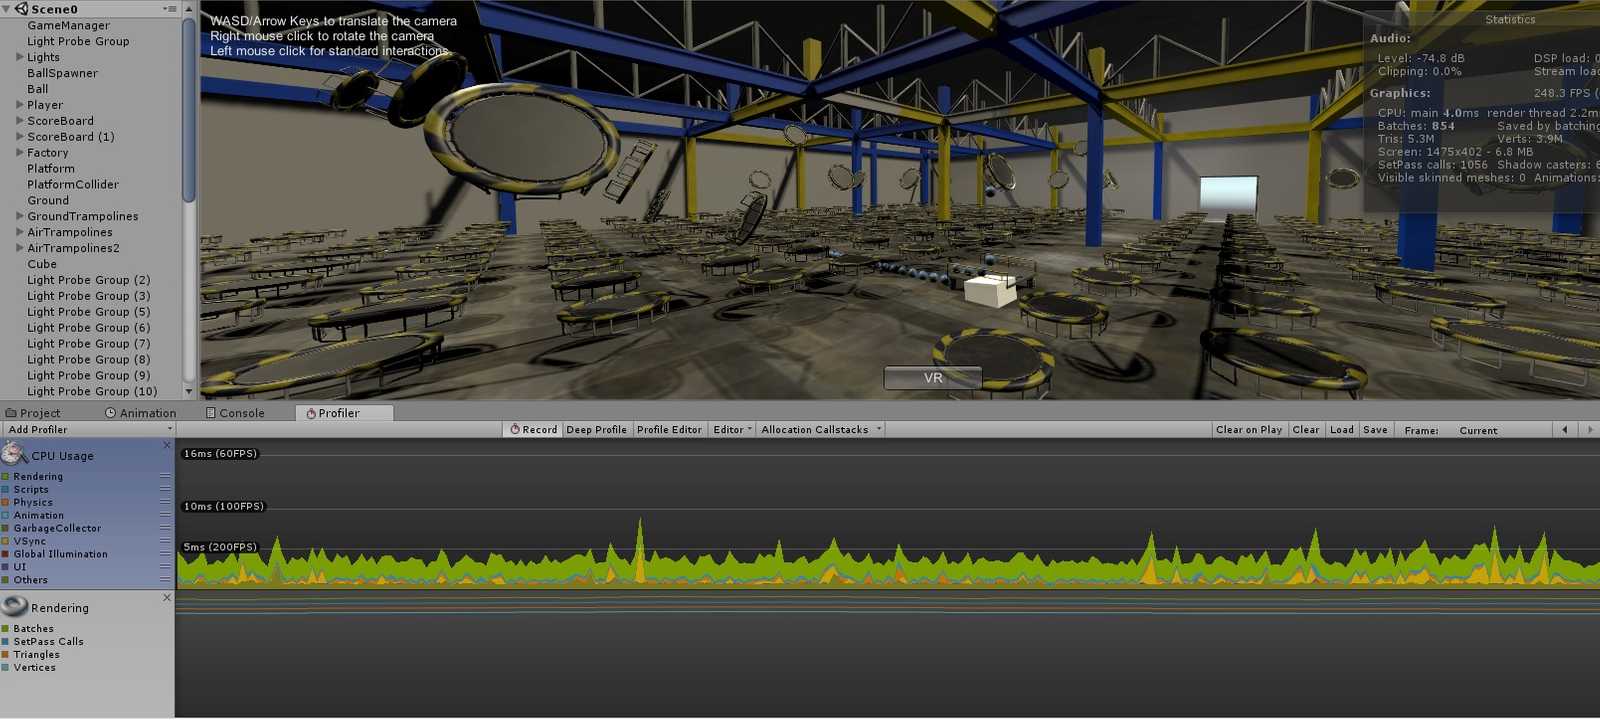 Scene0
GameManager
Light Probe Group
Lights
BallSpawner
Ball
Player
ScoreBoard
ScoreBoard (1)
Factory
Platform
PlatformCollider
Ground
GroundTrampolines
AirTrampolines
AirTrampolines2
Cube
Light Probe Group (2)
Light Probe Group (3)
Light Probe Group (5)
Light Probe Group (6)
Light Probe Group (7)
Light Probe Group (8)
Light Probe Group (9)
Light Probe Group (10)
WASD/Arrow Keys to translate the camera
Right mouse click to rotate the camera
Left mouse click for standard interactions.
VR
Statistics
Audio:
Level: -74.8 dB DSP load: 0
Clipping: 0.0% Stream loa
Graphics: 248.3 FPS (
CPU: main 4.0ms render thread 2.2m
Batches: 854 Saved by batching
Tris: 5.3M Verts: 3.9M
Screen: 1475x402 - 6.8 MB
SetPass calls: 1056 Shadow casters: 6
Visible skinned meshes: 0 Animations:
Project Animation Console Profiler
Add Profiler Record Deep Profile Profile Editor Editor Allocation Callstacks Clear on Play Clear Load Save Frame: Current
CPU Usage
Rendering
Scripts
Physics
Animation
GarbageCollector
VSync
Global Illumination
UI
Others
16ms (60FPS)
10ms (100FPS)
5ms (200FPS)
Rendering
Batches
SetPass Calls
Triangles
Vertices